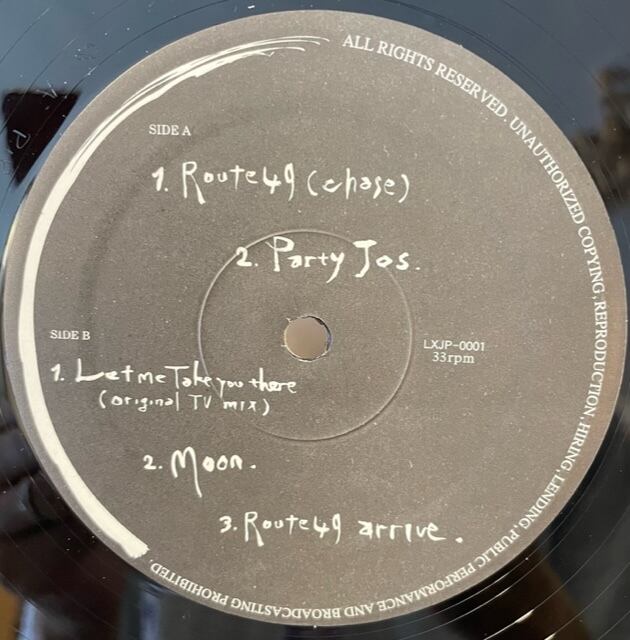 ALL RIGHTS RESERVED. UNAUTHORIZED COPYING, REPRODUCTION, HIRING, LENDING, PUBLIC PERFORMANCE AND BROADCASTING PROHIBITED.
SIDE A
1. Route49 (chase)
2. Party Jos.
LXJP-0001
33rpm
SIDE B
1. Let me Take you there
(original TV mix)
2. Moon.
3. Route49 arrive.